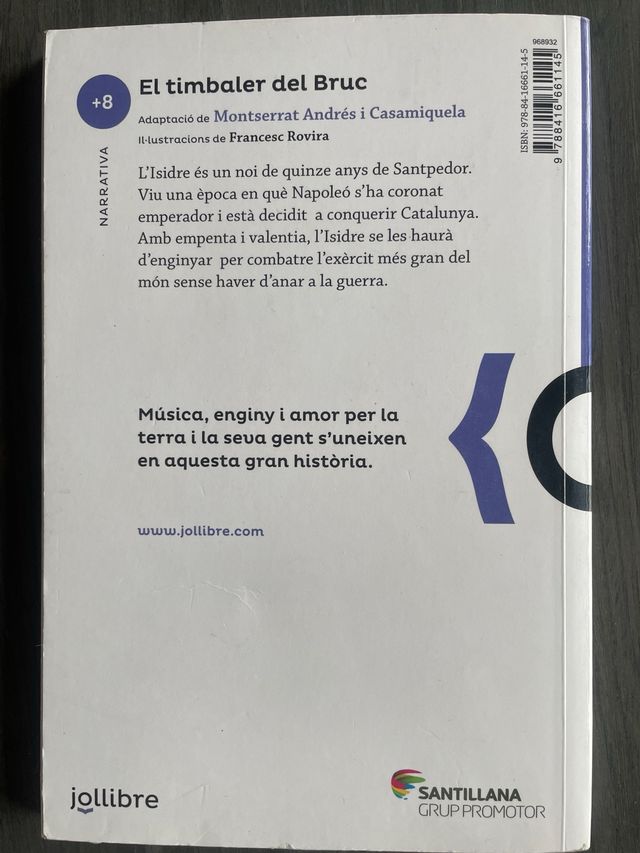 968932
ISBN: 978-84-16661-14-5
9 788416 661145
+8
NARRATIVA
El timbaler del Bruc
Adaptació de Montserrat Andrés i Casamiquela
Il·lustracions de Francesc Rovira
L'Isidre és un noi de quinze anys de Santpedor.
Viu una època en què Napoleó s'ha coronat
emperador i està decidit a conquerir Catalunya.
Amb empenta i valentia, l'Isidre se les haurà
d'enginyar per combatre l'exèrcit més gran del
món sense haver d'anar a la guerra.
Música, enginy i amor per la
terra i la seva gent s'uneixen
en aquesta gran història.
www.jollibre.com
jollibre
SANTILLANA
GRUP PROMOTOR